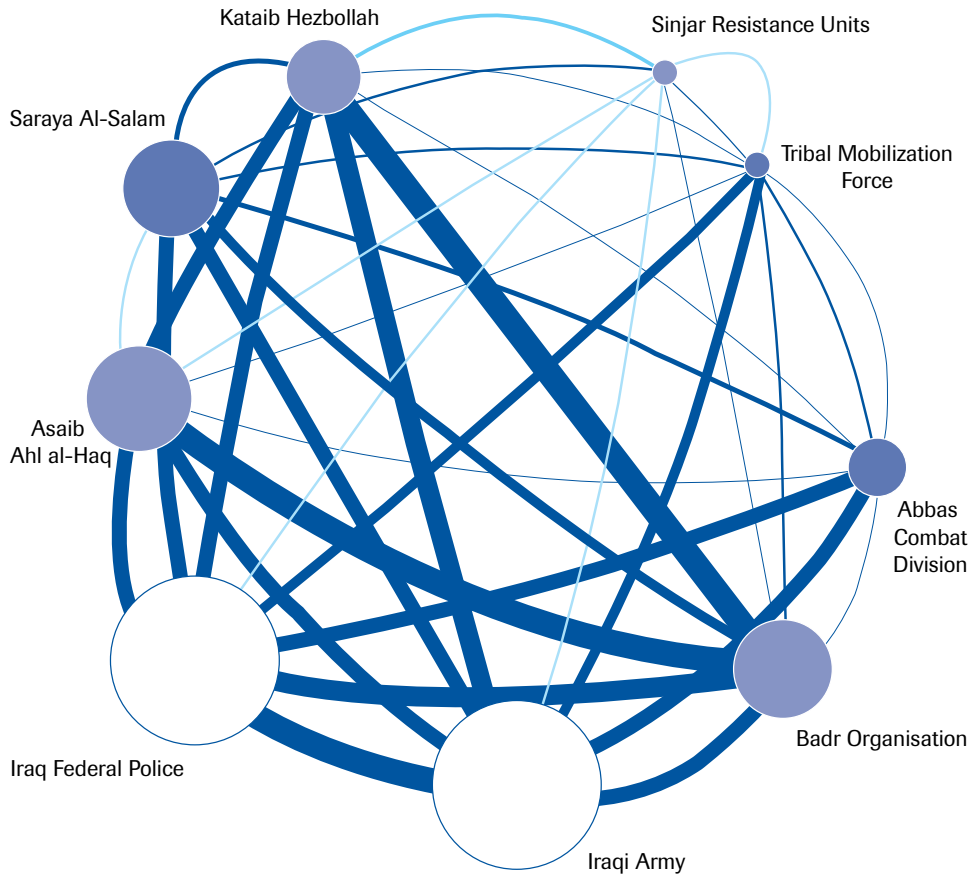 Kataib Hezbollah
Sinjar Resistance Units
Saraya Al-Salam
Tribal Mobilization
Force
Asaib
Ahl al-Haq
Abbas
Combat
Division
Badr Organisation
Iraq Federal Police
Iraqi Army